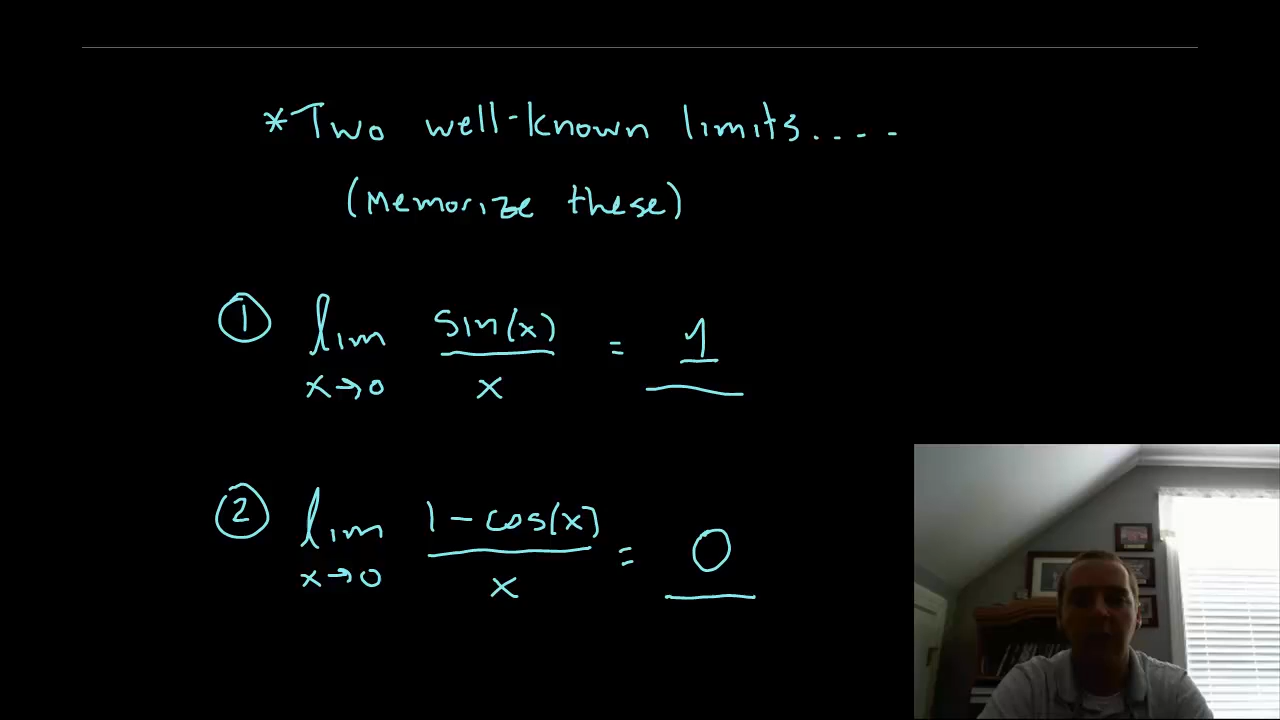 *Two well-known limits....
(Memorize these)
① lim x→0 sin(x)/x = 1
② lim x→0 1-cos(x)/x = 0